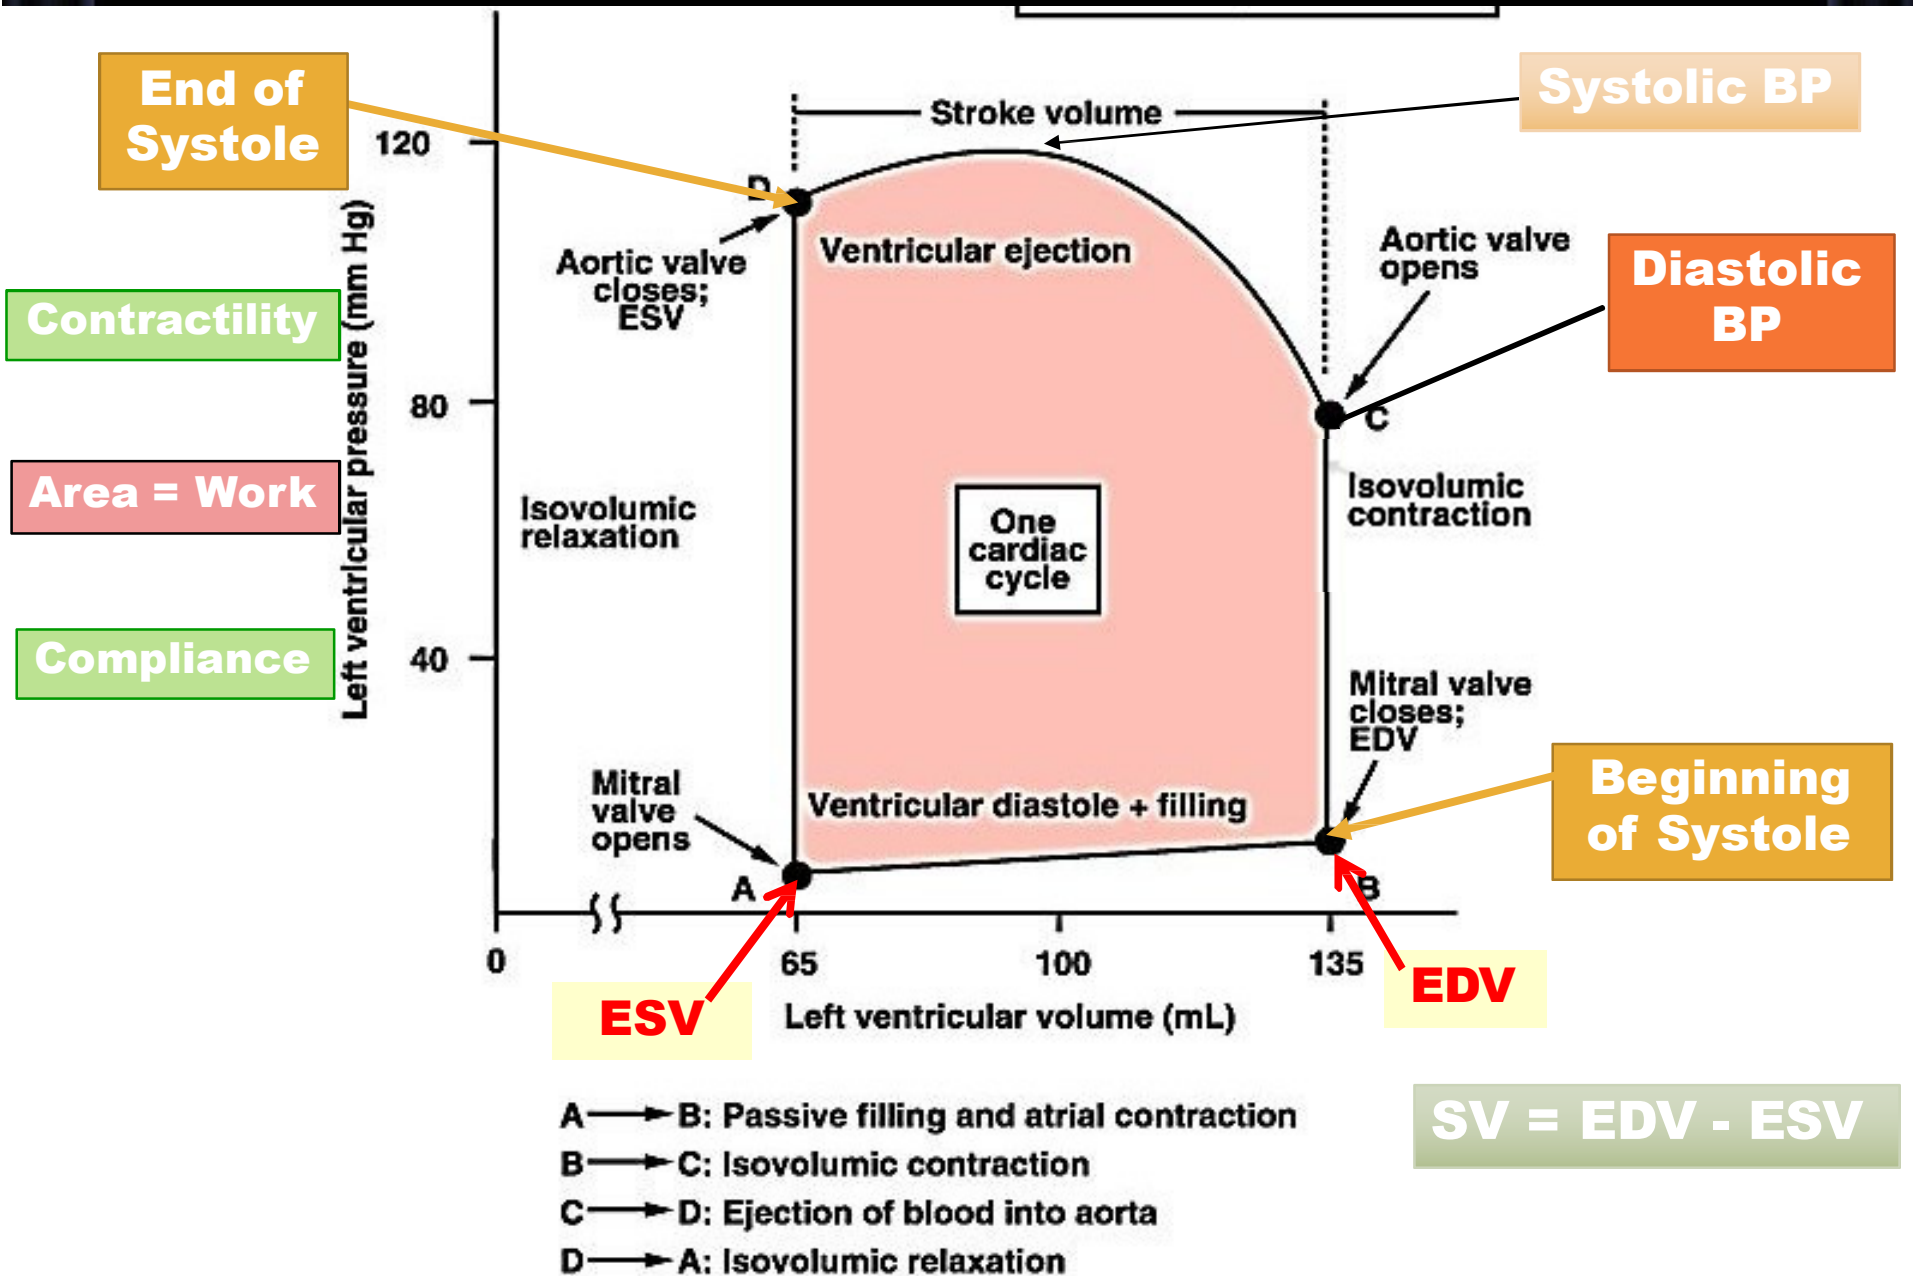 End of
Systole
Systolic BP
Stroke volume
120
D
Aortic valve
closes;
ESV
Ventricular ejection
Aortic valve
opens
Diastolic
BP
Contractility
Left ventricular pressure (mm Hg)
80
C
Area = Work
Isovolumic
relaxation
One
cardiac
cycle
Isovolumic
contraction
Compliance
40
Mitral valve
closes;
EDV
Mitral
valve
opens
Ventricular diastole + filling
Beginning
of Systole
A
B
0
65
100
135
ESV
EDV
Left ventricular volume (mL)
A B: Passive filling and atrial contraction
B C: Isovolumic contraction
C D: Ejection of blood into aorta
D A: Isovolumic relaxation
SV = EDV - ESV